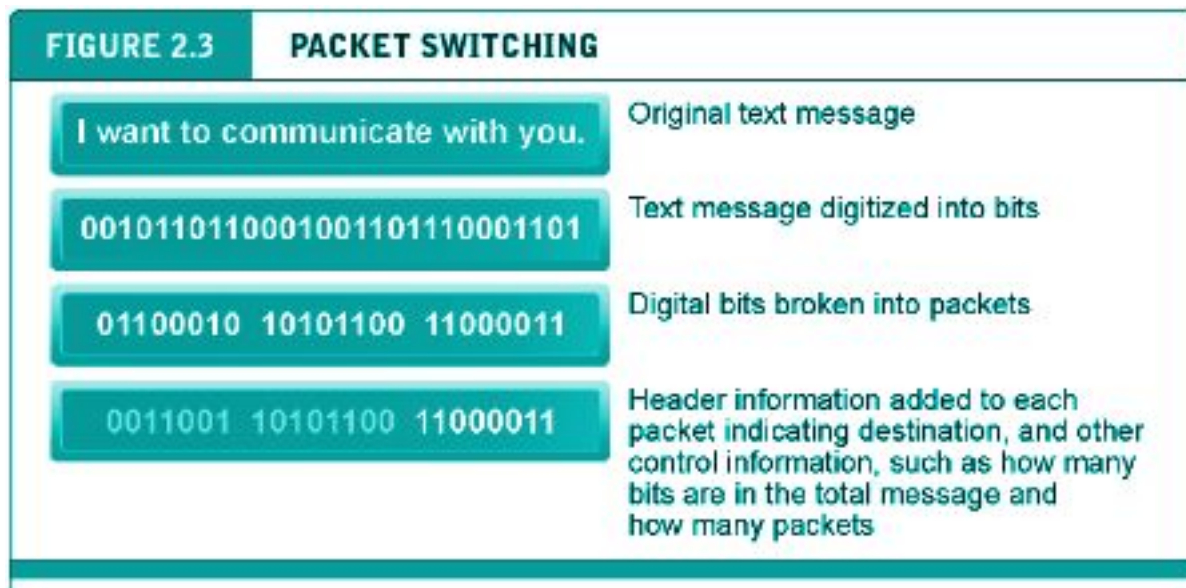 FIGURE 2.3 PACKET SWITCHING
I want to communicate with you.
Original text message
001011011000100110111000 1101
Text message digitized into bits
01100010 10101100 11000011
Digital bits broken into packets
0011001 10101100 11000011
Header information added to each
packet indicating destination, and other
control information, such as how many
bits are in the total message and
how many packets